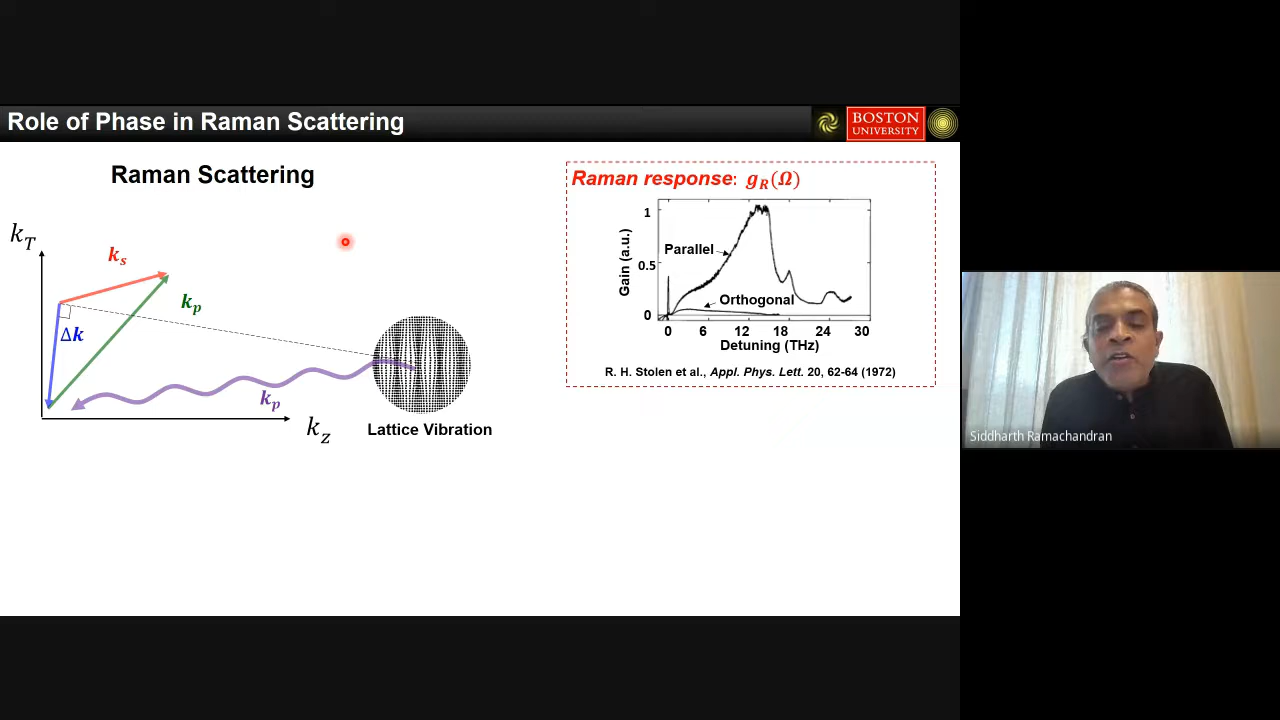 Role of Phase in Raman Scattering
BOSTON
UNIVERSITY
Raman Scattering
k_T
k_s
k_p
Δk
k_p
k_z
Lattice Vibration
Raman response: g_R(Ω)
Gain (a.u.)
1
0.5
0
Parallel
Orthogonal
0 6 12 18 24 30
Detuning (THz)
R. H. Stolen et al., Appl. Phys. Lett. 20, 62-64 (1972)
Siddharth Ramachandran